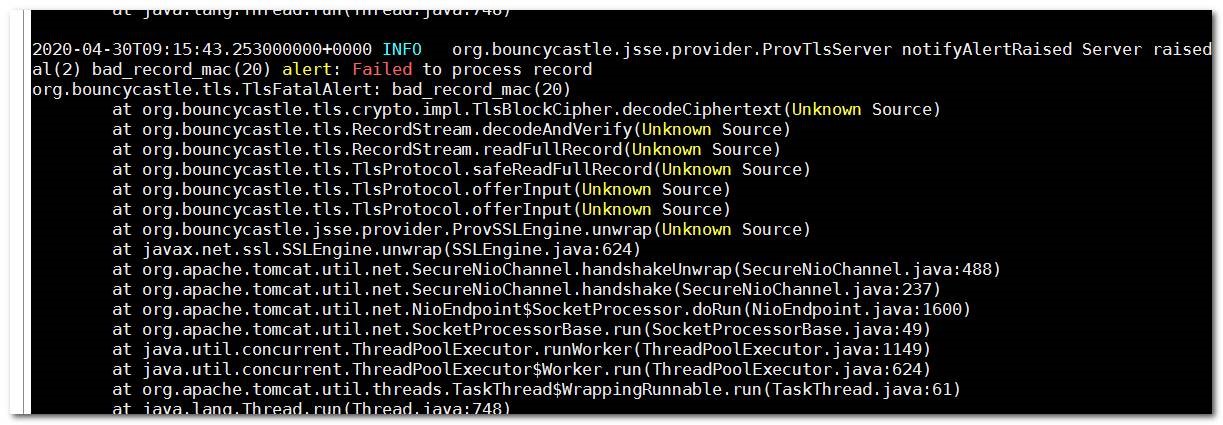 at java.lang.Thread.run(Thread.java:748)
2020-04-30T09:15:43.253000000+0000 INFO   org.bouncycastle.jsse.provider.ProvTlsServer notifyAlertRaised Server raised
al(2) bad_record_mac(20) alert: Failed to process record
org.bouncycastle.tls.TlsFatalAlert: bad_record_mac(20)
at org.bouncycastle.tls.crypto.impl.TlsBlockCipher.decodeCiphertext(Unknown Source)
at org.bouncycastle.tls.RecordStream.decodeAndVerify(Unknown Source)
at org.bouncycastle.tls.RecordStream.readFullRecord(Unknown Source)
at org.bouncycastle.tls.TlsProtocol.safeReadFullRecord(Unknown Source)
at org.bouncycastle.tls.TlsProtocol.offerInput(Unknown Source)
at org.bouncycastle.tls.TlsProtocol.offerInput(Unknown Source)
at org.bouncycastle.jsse.provider.ProvSSLEngine.unwrap(Unknown Source)
at javax.net.ssl.SSLEngine.unwrap(SSLEngine.java:624)
at org.apache.tomcat.util.net.SecureNioChannel.handshakeUnwrap(SecureNioChannel.java:488)
at org.apache.tomcat.util.net.SecureNioChannel.handshake(SecureNioChannel.java:237)
at org.apache.tomcat.util.net.NioEndpoint$SocketProcessor.doRun(NioEndpoint.java:1600)
at org.apache.tomcat.util.net.SocketProcessorBase.run(SocketProcessorBase.java:49)
at java.util.concurrent.ThreadPoolExecutor.runWorker(ThreadPoolExecutor.java:1149)
at java.util.concurrent.ThreadPoolExecutor$Worker.run(ThreadPoolExecutor.java:624)
at org.apache.tomcat.util.threads.TaskThread$WrappingRunnable.run(TaskThread.java:61)
at java.lang.Thread.run(Thread.java:748)